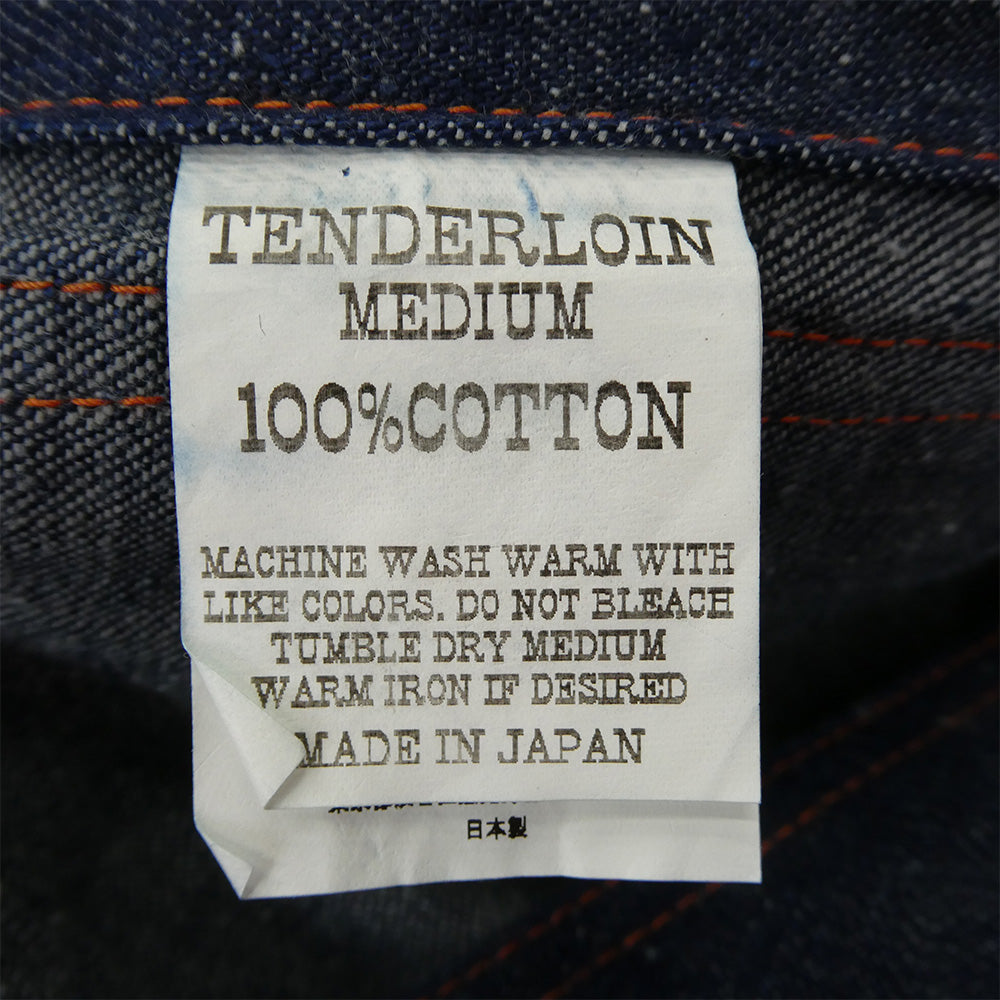 TENDERLOIN
MEDIUM
100%COTTON
MACHINE WASH WARM WITH
LIKE COLORS. DO NOT BLEACH
TUMBLE DRY MEDIUM
WARM IRON IF DESIRED
MADE IN JAPAN
日本製